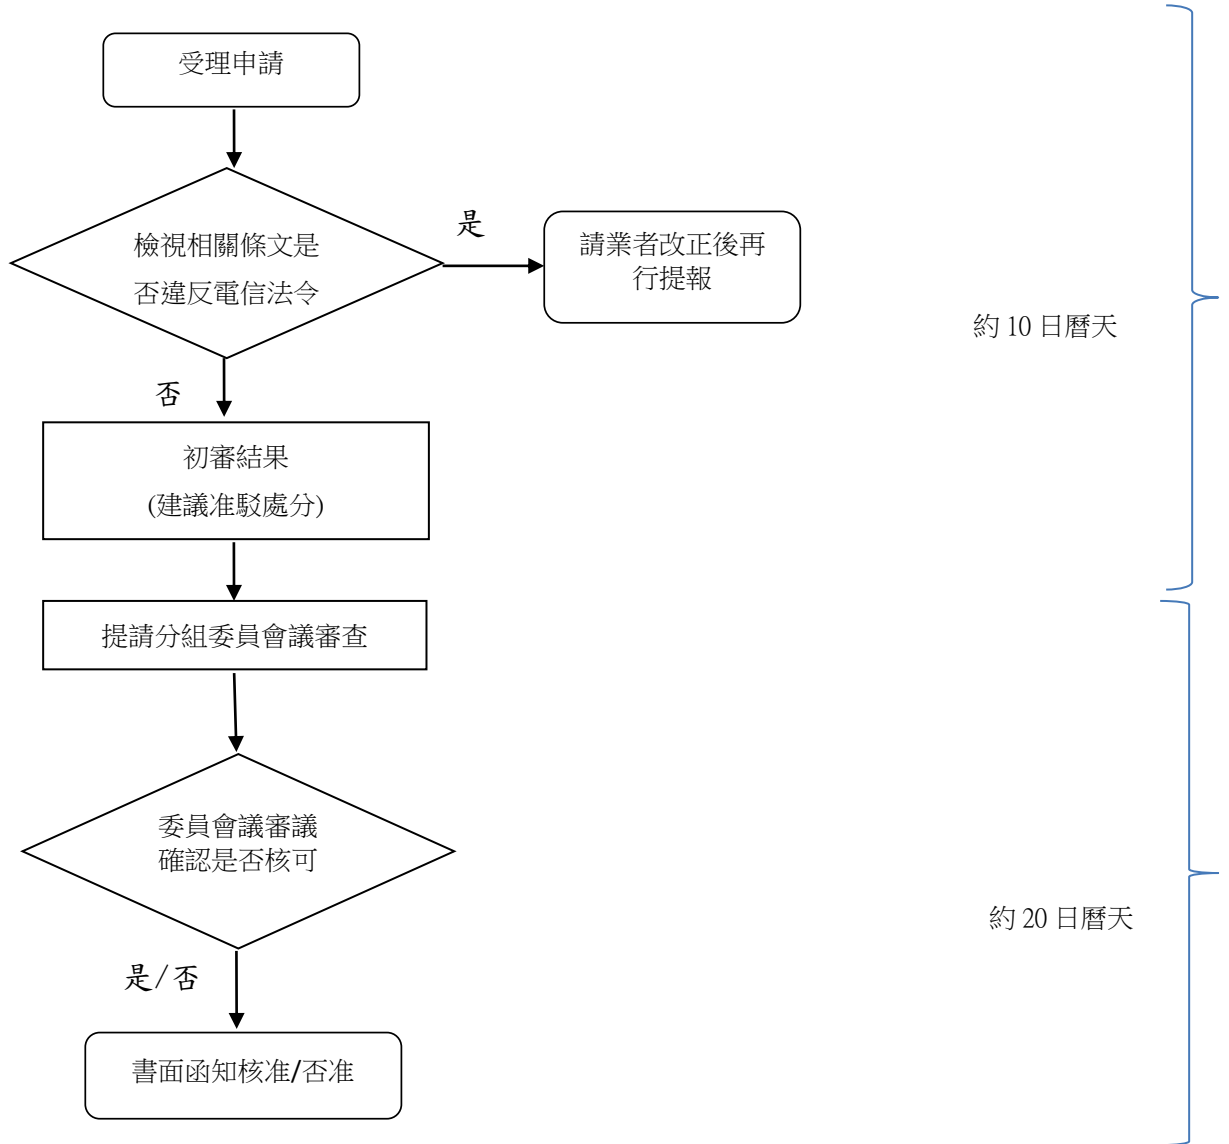 受理申請
檢視相關條文是
否違反電信法令
是
請業者改正後再
行提報
約 10 日曆天
否
初審結果
(建議准駁處分)
提請分組委員會議審查
委員會議審議
確認是否核可
約 20 日曆天
是/否
書面函知核准/否准